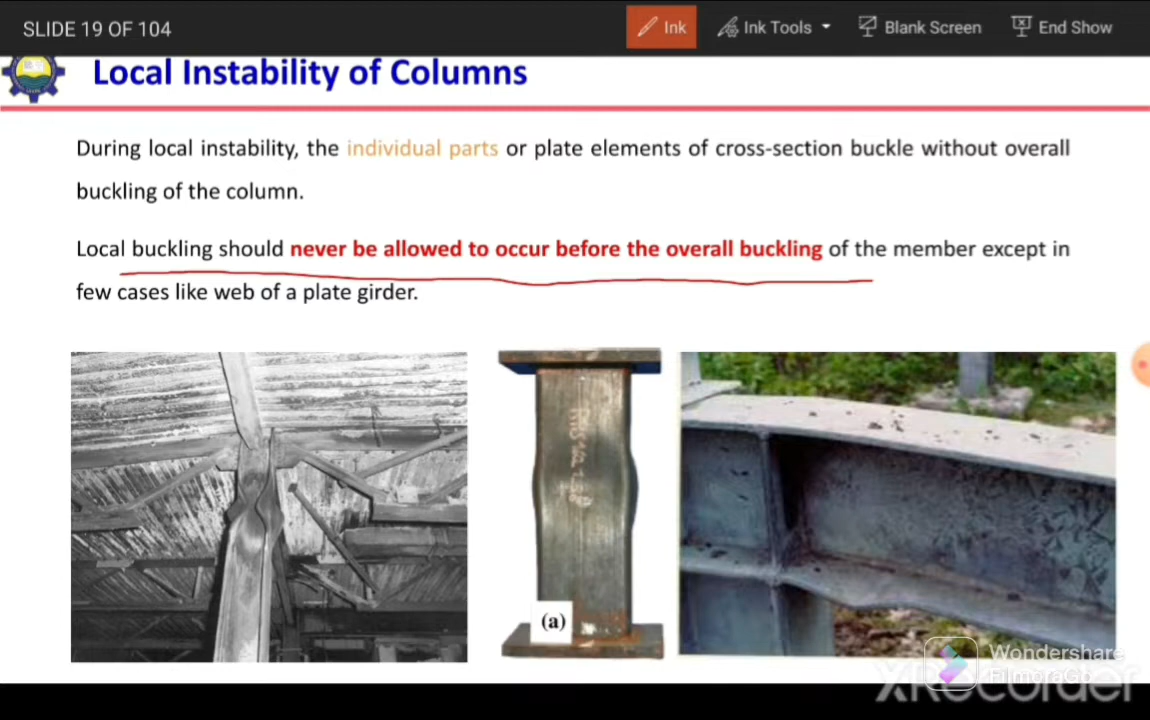 SLIDE 19 OF 104
Ink
Ink Tools
Blank Screen
End Show
Local Instability of Columns
During local instability, the individual parts or plate elements of cross-section buckle without overall
buckling of the column.
Local buckling should never be allowed to occur before the overall buckling of the member except in
few cases like web of a plate girder.
(a)
Wondershare
FilmoraGo
XRecorder